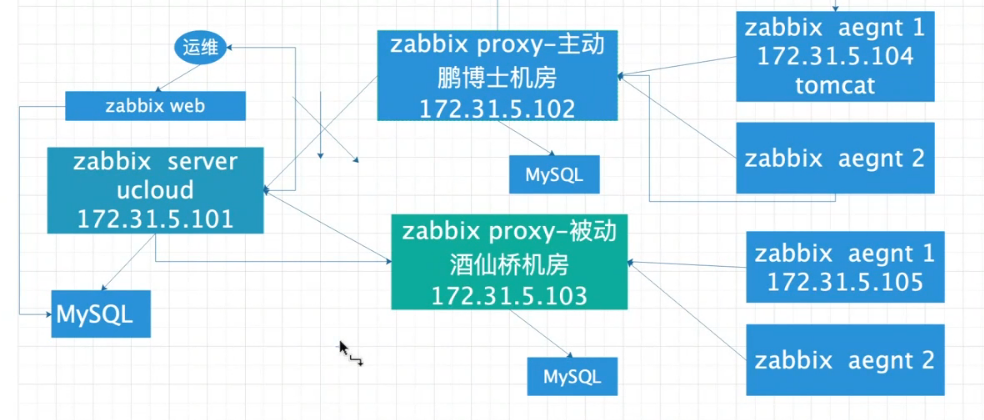 运维
zabbix web
zabbix  server
ucloud
172.31.5.101
MySQL
zabbix proxy-主动
鹏博士机房
172.31.5.102
MySQL
zabbix proxy-被动
酒仙桥机房
172.31.5.103
MySQL
zabbix  aegnt 1
172.31.5.104
tomcat
zabbix  aegnt 2
zabbix  aegnt 1
172.31.5.105
zabbix  aegnt 2